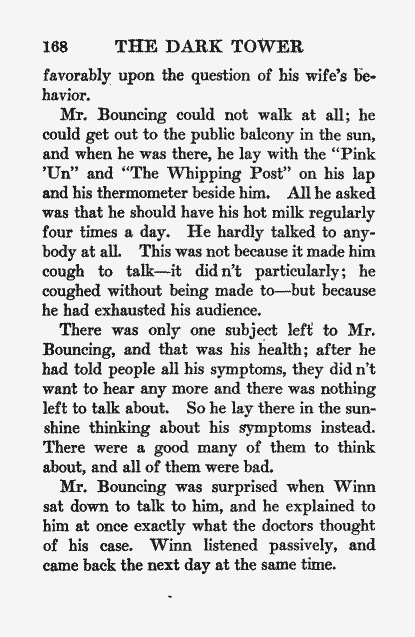 168 THE DARK TOWER
favorably upon the question of his wife's be-
havior.
Mr. Bouncing could not walk at all; he
could get out to the public balcony in the sun,
and when he was there, he lay with the "Pink
'Un" and "The Whipping Post" on his lap
and his thermometer beside him. All he asked
was that he should have his hot milk regularly
four times a day. He hardly talked to any-
body at all. This was not because it made him
cough to talk—it didn't particularly; he
coughed without being made to—but because
he had exhausted his audience.
There was only one subject left to Mr.
Bouncing, and that was his health; after he
had told people all his symptoms, they didn't
want to hear any more and there was nothing
left to talk about. So he lay there in the sun-
shine thinking about his symptoms instead.
There were a good many of them to think
about, and all of them were bad.
Mr. Bouncing was surprised when Winn
sat down to talk to him, and he explained to
him at once exactly what the doctors thought
of his case. Winn listened passively, and
came back the next day at the same time.